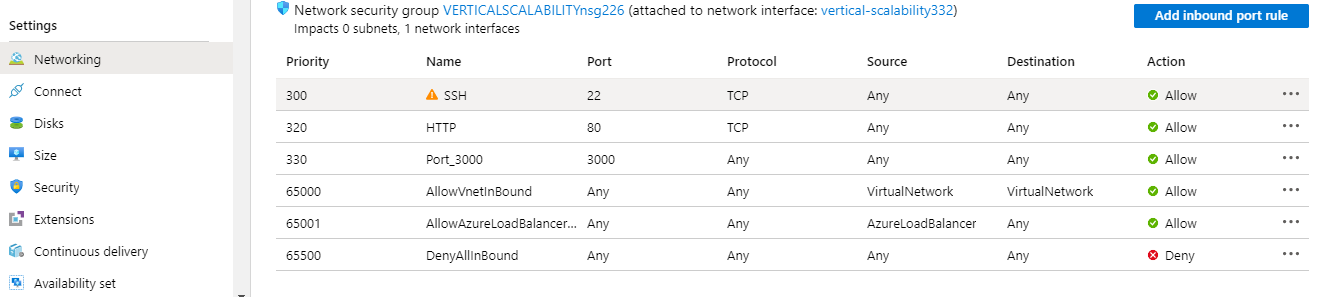 Settings
Networking
Connect
Disks
Size
Security
Extensions
Continuous delivery
Availability set
Network security group VERTICALSCALABILITYnsg226 (attached to network interface: vertical-scalability332)
Impacts 0 subnets, 1 network interfaces
Add inbound port rule
Priority Name Port Protocol Source Destination Action
300 SSH 22 TCP Any Any Allow ...
320 HTTP 80 TCP Any Any Allow ...
330 Port_3000 3000 Any Any Any Allow ...
65000 AllowVnetInBound Any Any VirtualNetwork VirtualNetwork Allow ...
65001 AllowAzureLoadBalancer... Any Any AzureLoadBalancer Any Allow ...
65500 DenyAllInBound Any Any Any Any Deny ...